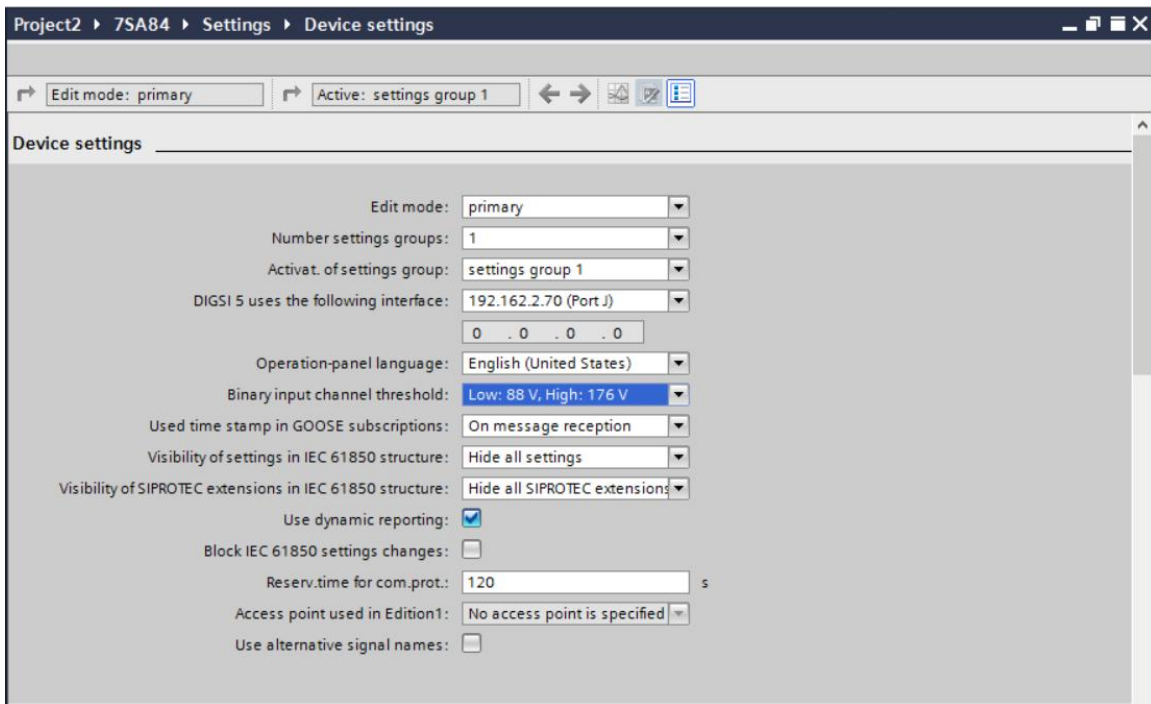 Project2 ▸ 7SA84 ▸ Settings ▸ Device settings
Edit mode: primary Active: settings group 1
Device settings
Edit mode: primary
Number settings groups: 1
Activat. of settings group: settings group 1
DIGSI 5 uses the following interface: 192.162.2.70 (Port J)
0 . 0 . 0 . 0
Operation-panel language: English (United States)
Binary input channel threshold: Low: 88 V, High: 176 V
Used time stamp in GOOSE subscriptions: On message reception
Visibility of settings in IEC 61850 structure: Hide all settings
Visibility of SIPROTEC extensions in IEC 61850 structure: Hide all SIPROTEC extensions
Use dynamic reporting:
Block IEC 61850 settings changes:
Reserv.time for com.prot.: 120 s
Access point used in Edition1: No access point is specified
Use alternative signal names: